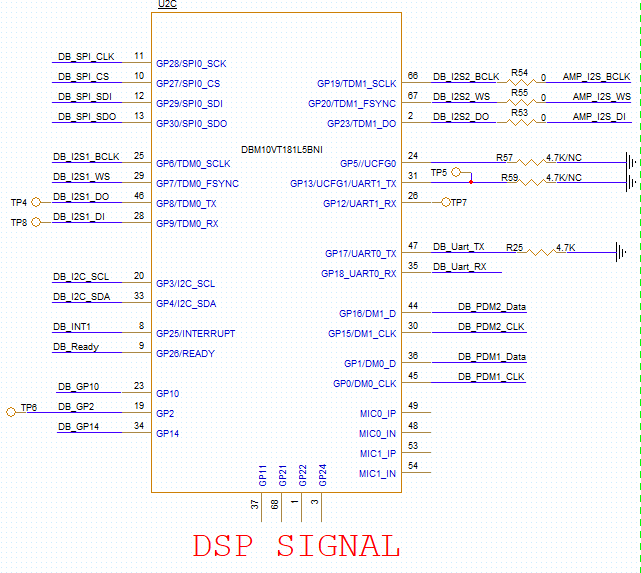 U2C
DB_SPI_CLK 11 GP28/SPI0_SCK
DB_SPI_CS 10 GP27/SPI0_CS
DB_SPI_SDI 12 GP29/SPI0_SDI
DB_SPI_SDO 13 GP30/SPI0_SDO
GP19/TDM1_SCLK 66 DB_I2S2_BCLK R54 0 AMP_I2S_BCLK
GP20/TDM1_FSYNC 67 DB_I2S2_WS R55 0 AMP_I2S_WS
GP23/TDM1_DO 2 DB_I2S2_DO R53 0 AMP_I2S_DI
DBM10VT181L5BNI
DB_I2S1_BCLK 25 GP6/TDM0_SCLK
DB_I2S1_WS 29 GP7/TDM0_FSYNC
TP4 DB_I2S1_DO 46 GP8/TDM0_TX
TP8 DB_I2S1_DI 28 GP9/TDM0_RX
GP5//UCFG0 24 R57 4.7K/NC
GP13/UCFG1/UART1_TX 31 TP5 R59 4.7K/NC
GP12/UART1_RX 26 TP7
GP17/UART0_TX 47 DB_Uart_TX R25 4.7K
GP18_UART0_RX 35 DB_Uart_RX
DB_I2C_SCL 20 GP3/I2C_SCL
DB_I2C_SDA 33 GP4/I2C_SDA
GP16/DM1_D 44 DB_PDM2_Data
GP15/DM1_CLK 30 DB_PDM2_CLK
DB_INT1 8 GP25/INTERRUPT
DB_Ready 9 GP26/READY
GP1/DM0_D 36 DB_PDM1_Data
GP0/DM0_CLK 45 DB_PDM1_CLK
DB_GP10 23 GP10
TP6 DB_GP2 19 GP2
DB_GP14 34 GP14
MIC0_IP 49
MIC0_IN 48
MIC1_IP 53
MIC1_IN 54
GP11 GP21 GP22 GP24
37 68 1 3
DSP SIGNAL